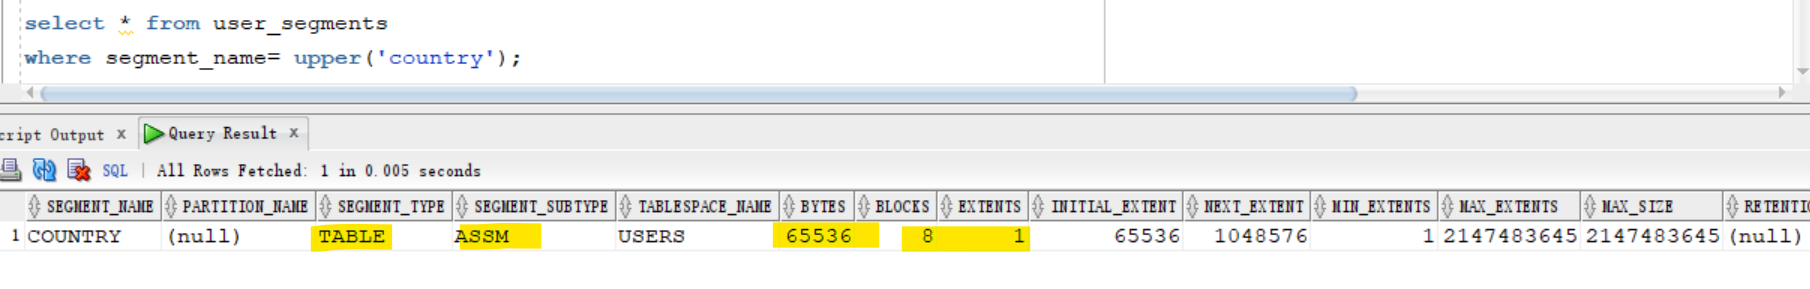 select * from user_segments
where segment_name= upper('country');
cript Output x Query Result x
SQL | All Rows Fetched: 1 in 0.005 seconds
SEGMENT_NAME PARTITION_NAME SEGMENT_TYPE SEGMENT_SUBTYPE TABLESPACE_NAME BYTES BLOCKS EXTENTS INITIAL_EXTENT NEXT_EXTENT MIN_EXTENTS MAX_EXTENTS MAX_SIZE RETENTIO
1 COUNTRY (null) TABLE ASSM USERS 65536 8 1 65536 1048576 1 2147483645 2147483645 (null)